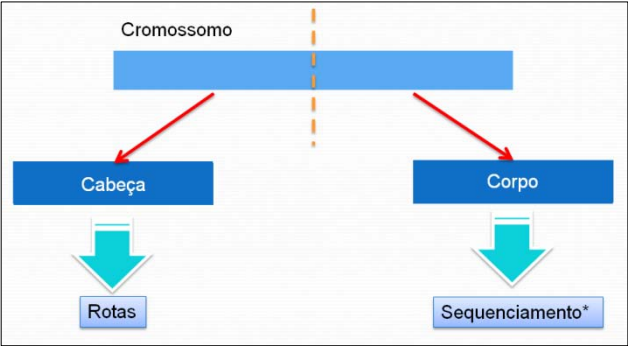 Cromossomo
Cabeça
Corpo
Rotas
Sequenciamento*